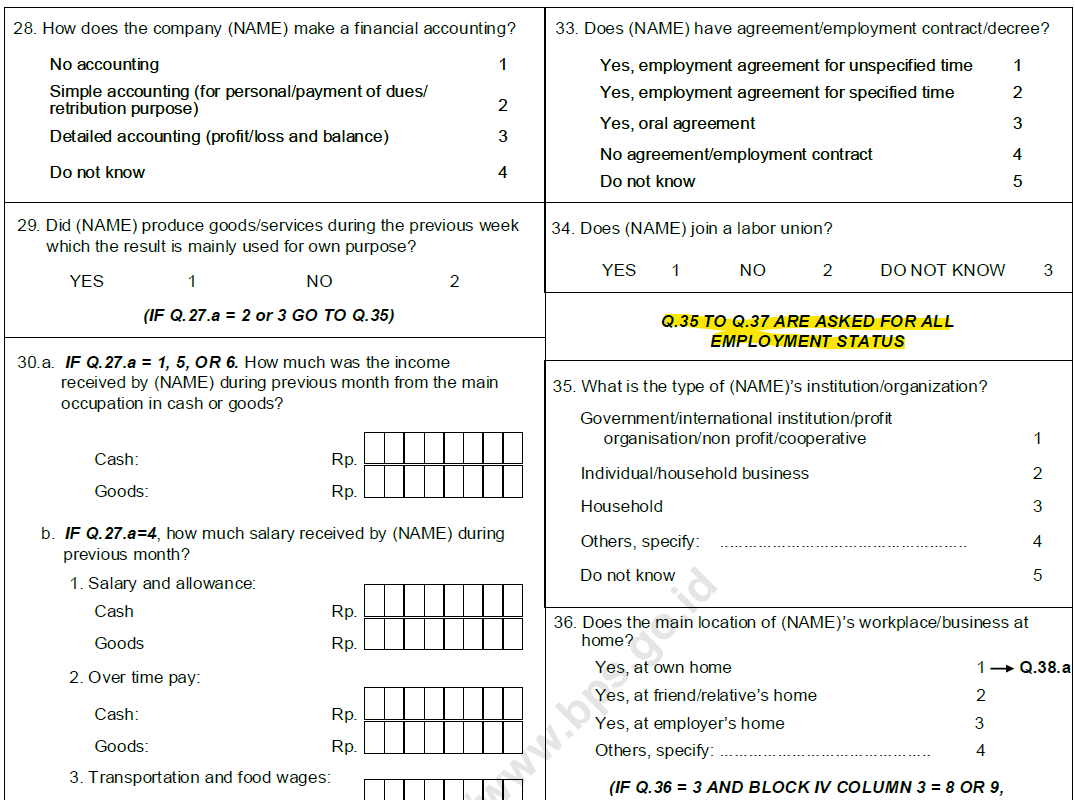 28. How does the company (NAME) make a financial accounting?
No accounting 1
Simple accounting (for personal/payment of dues/
retribution purpose) 2
Detailed accounting (profit/loss and balance) 3
Do not know 4
29. Did (NAME) produce goods/services during the previous week
which the result is mainly used for own purpose?
YES 1 NO 2
(IF Q.27.a = 2 or 3 GO TO Q.35)
30.a. IF Q.27.a = 1, 5, OR 6. How much was the income
received by (NAME) during previous month from the main
occupation in cash or goods?
Cash: Rp.
Goods: Rp.
b. IF Q.27.a=4, how much salary received by (NAME) during
previous month?
1. Salary and allowance:
Cash Rp.
Goods Rp.
2. Over time pay:
Cash: Rp.
Goods: Rp.
3. Transportation and food wages:
33. Does (NAME) have agreement/employment contract/decree?
Yes, employment agreement for unspecified time 1
Yes, employment agreement for specified time 2
Yes, oral agreement 3
No agreement/employment contract 4
Do not know 5
34. Does (NAME) join a labor union?
YES 1 NO 2 DO NOT KNOW 3
Q.35 TO Q.37 ARE ASKED FOR ALL
EMPLOYMENT STATUS
35. What is the type of (NAME)'s institution/organization?
Government/international institution/profit
organisation/non profit/cooperative 1
Individual/household business 2
Household 3
Others, specify: .................................................... 4
Do not know 5
36. Does the main location of (NAME)'s workplace/business at
home?
Yes, at own home 1 → Q.38.a
Yes, at friend/relative's home 2
Yes, at employer's home 3
Others, specify: ............................................ 4
(IF Q.36 = 3 AND BLOCK IV COLUMN 3 = 8 OR 9,
www.bps.go.id